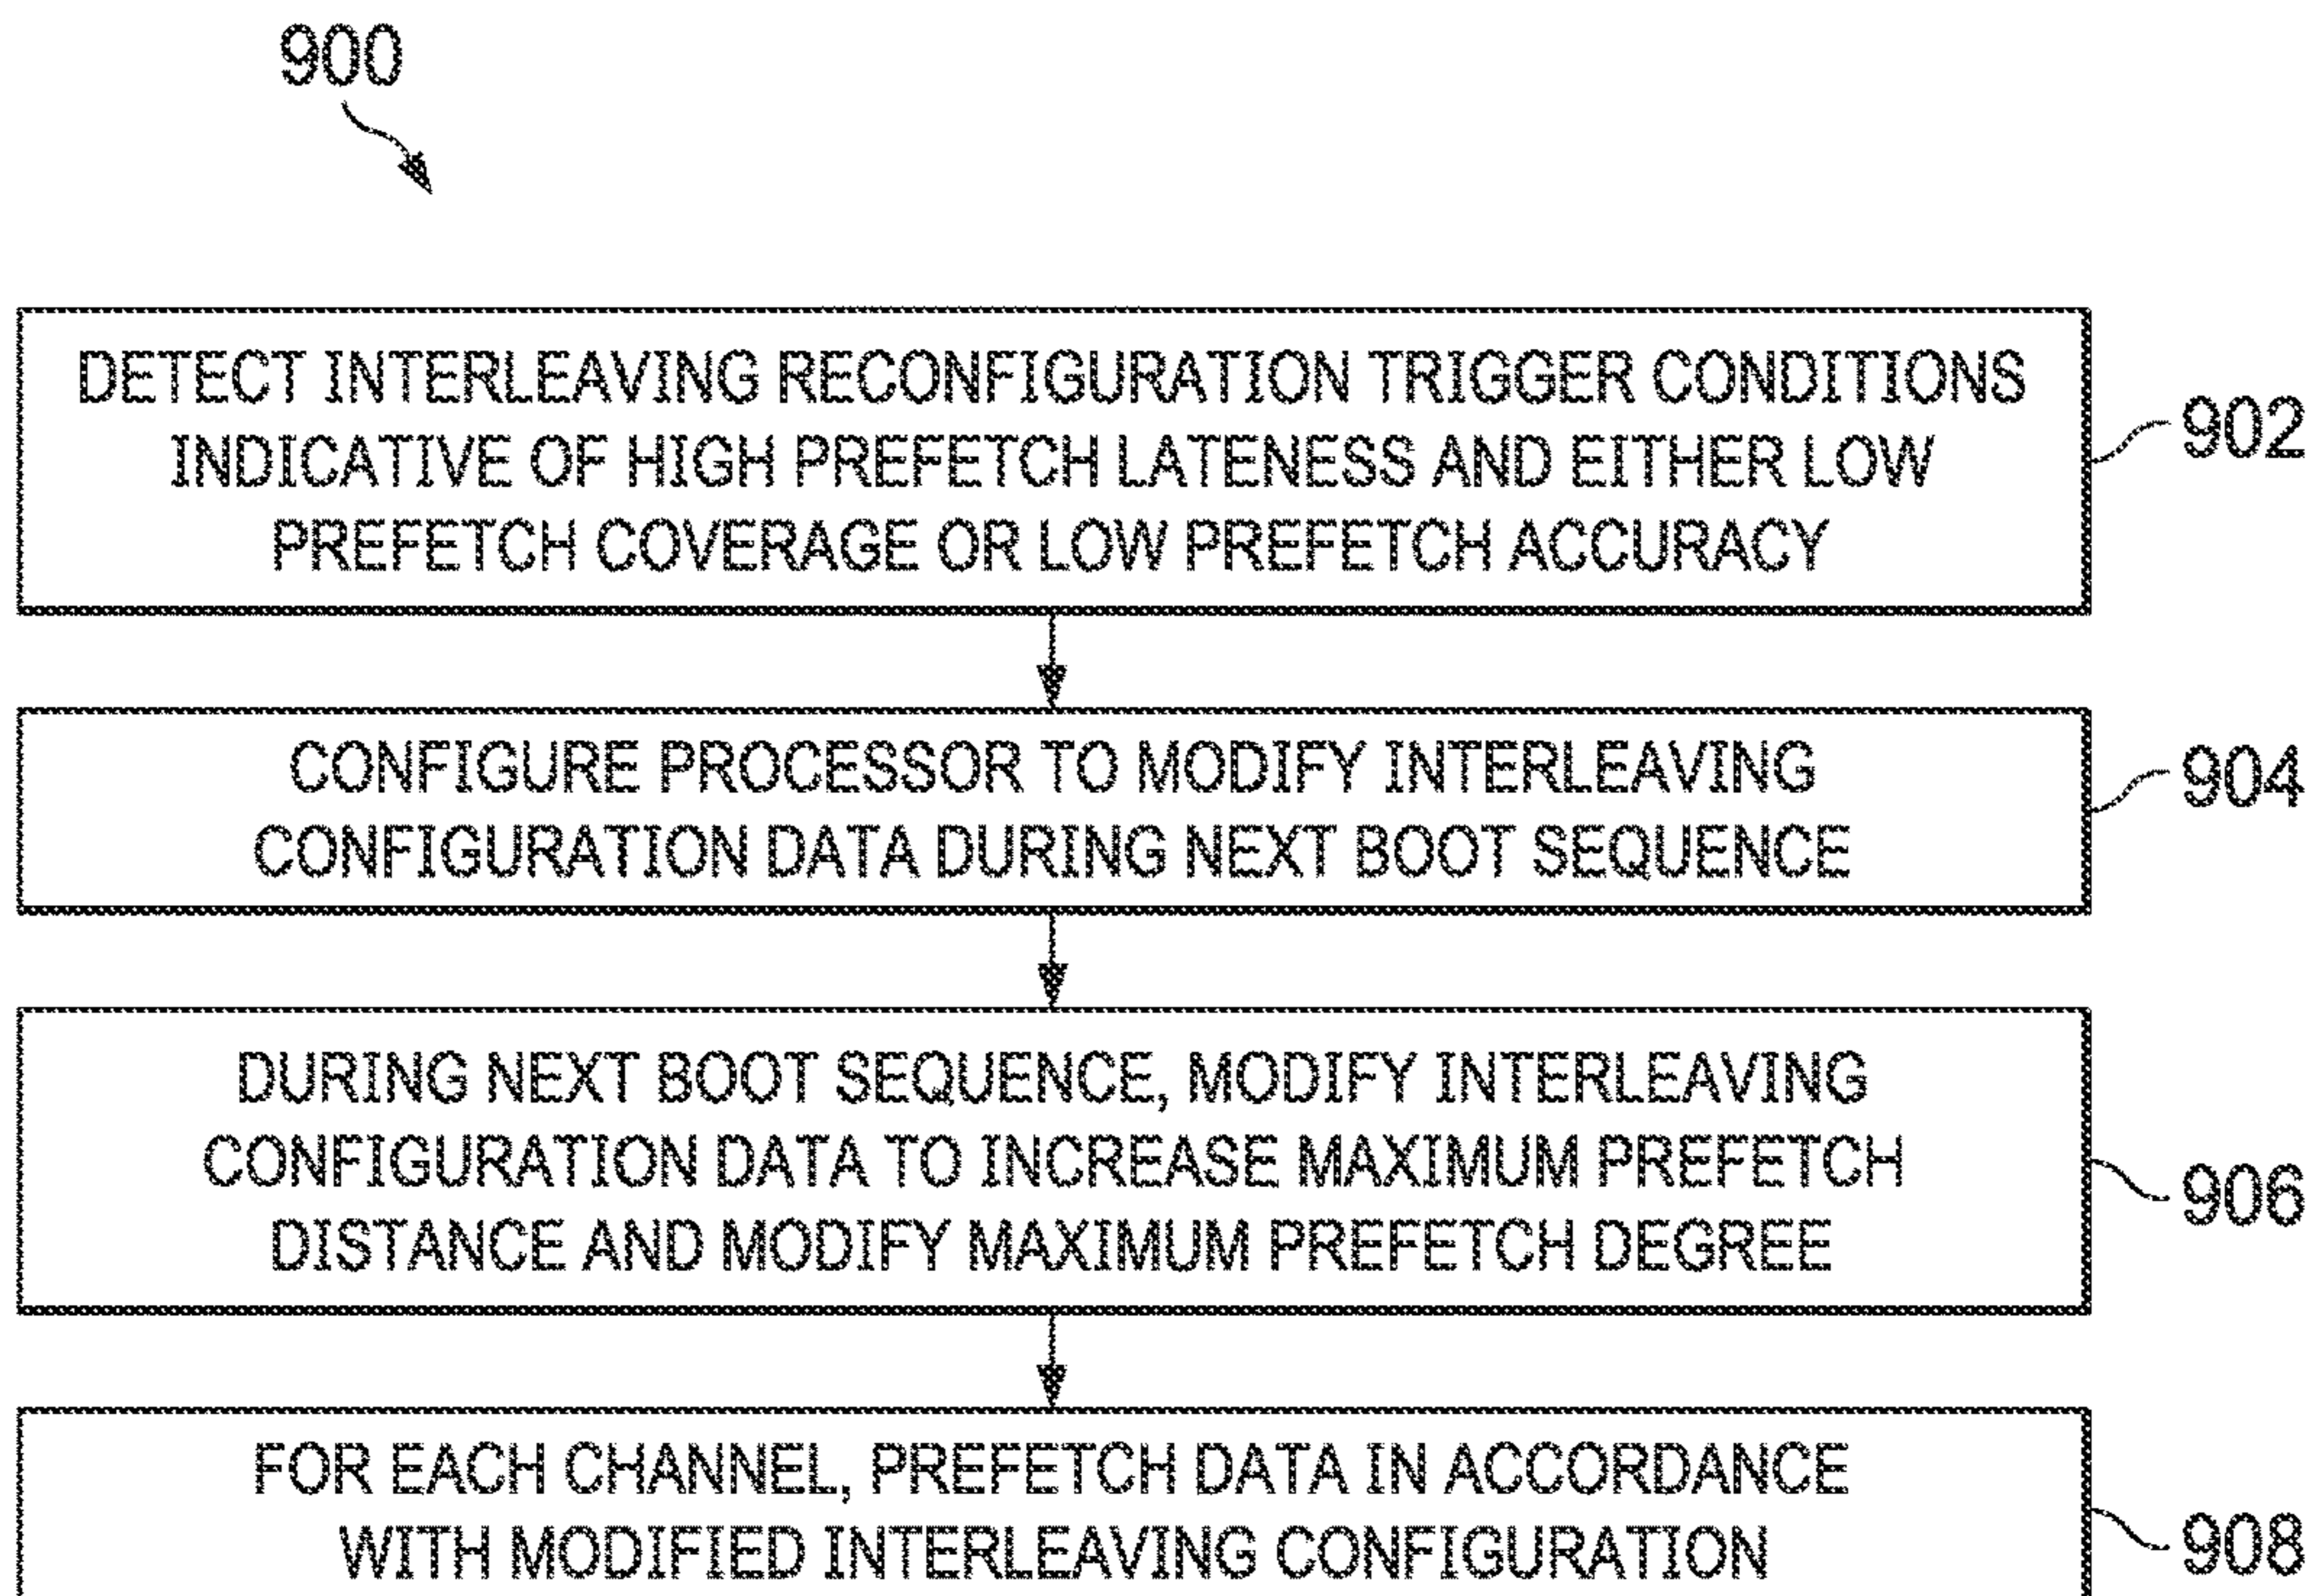 900
DETECT INTERLEAVING RECONFIGURATION TRIGGER CONDITIONS
INDICATIVE OF HIGH PREFETCH LATENESS AND EITHER LOW
PREFETCH COVERAGE OR LOW PREFETCH ACCURACY
902
CONFIGURE PROCESSOR TO MODIFY INTERLEAVING
CONFIGURATION DATA DURING NEXT BOOT SEQUENCE
904
DURING NEXT BOOT SEQUENCE, MODIFY INTERLEAVING
CONFIGURATION DATA TO INCREASE MAXIMUM PREFETCH
DISTANCE AND MODIFY MAXIMUM PREFETCH DEGREE
906
FOR EACH CHANNEL, PREFETCH DATA IN ACCORDANCE
WITH MODIFIED INTERLEAVING CONFIGURATION
908